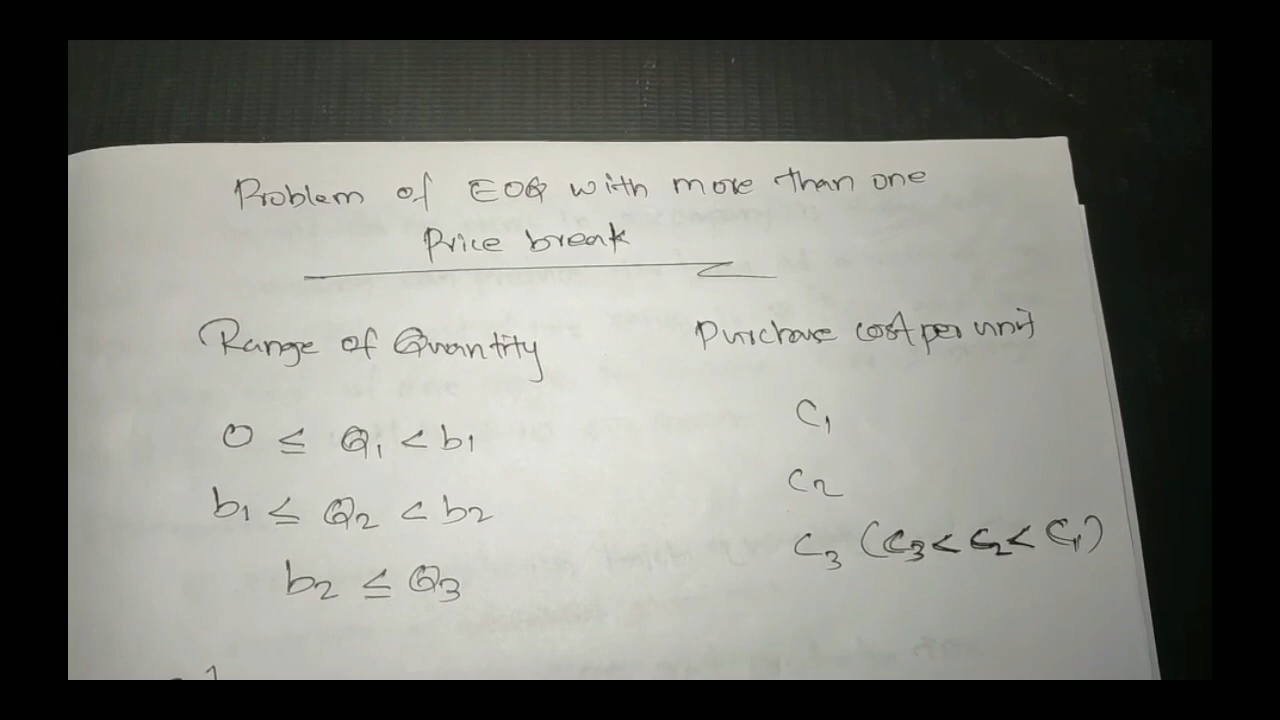 Problem of EOQ with more than one
Price break
Range of Quantity Purchase cost per unit
0 ≤ Q1 < b1 C1
b1 ≤ Q2 < b2 C2
b2 ≤ Q3 C3 (C3 < C2 < C1)